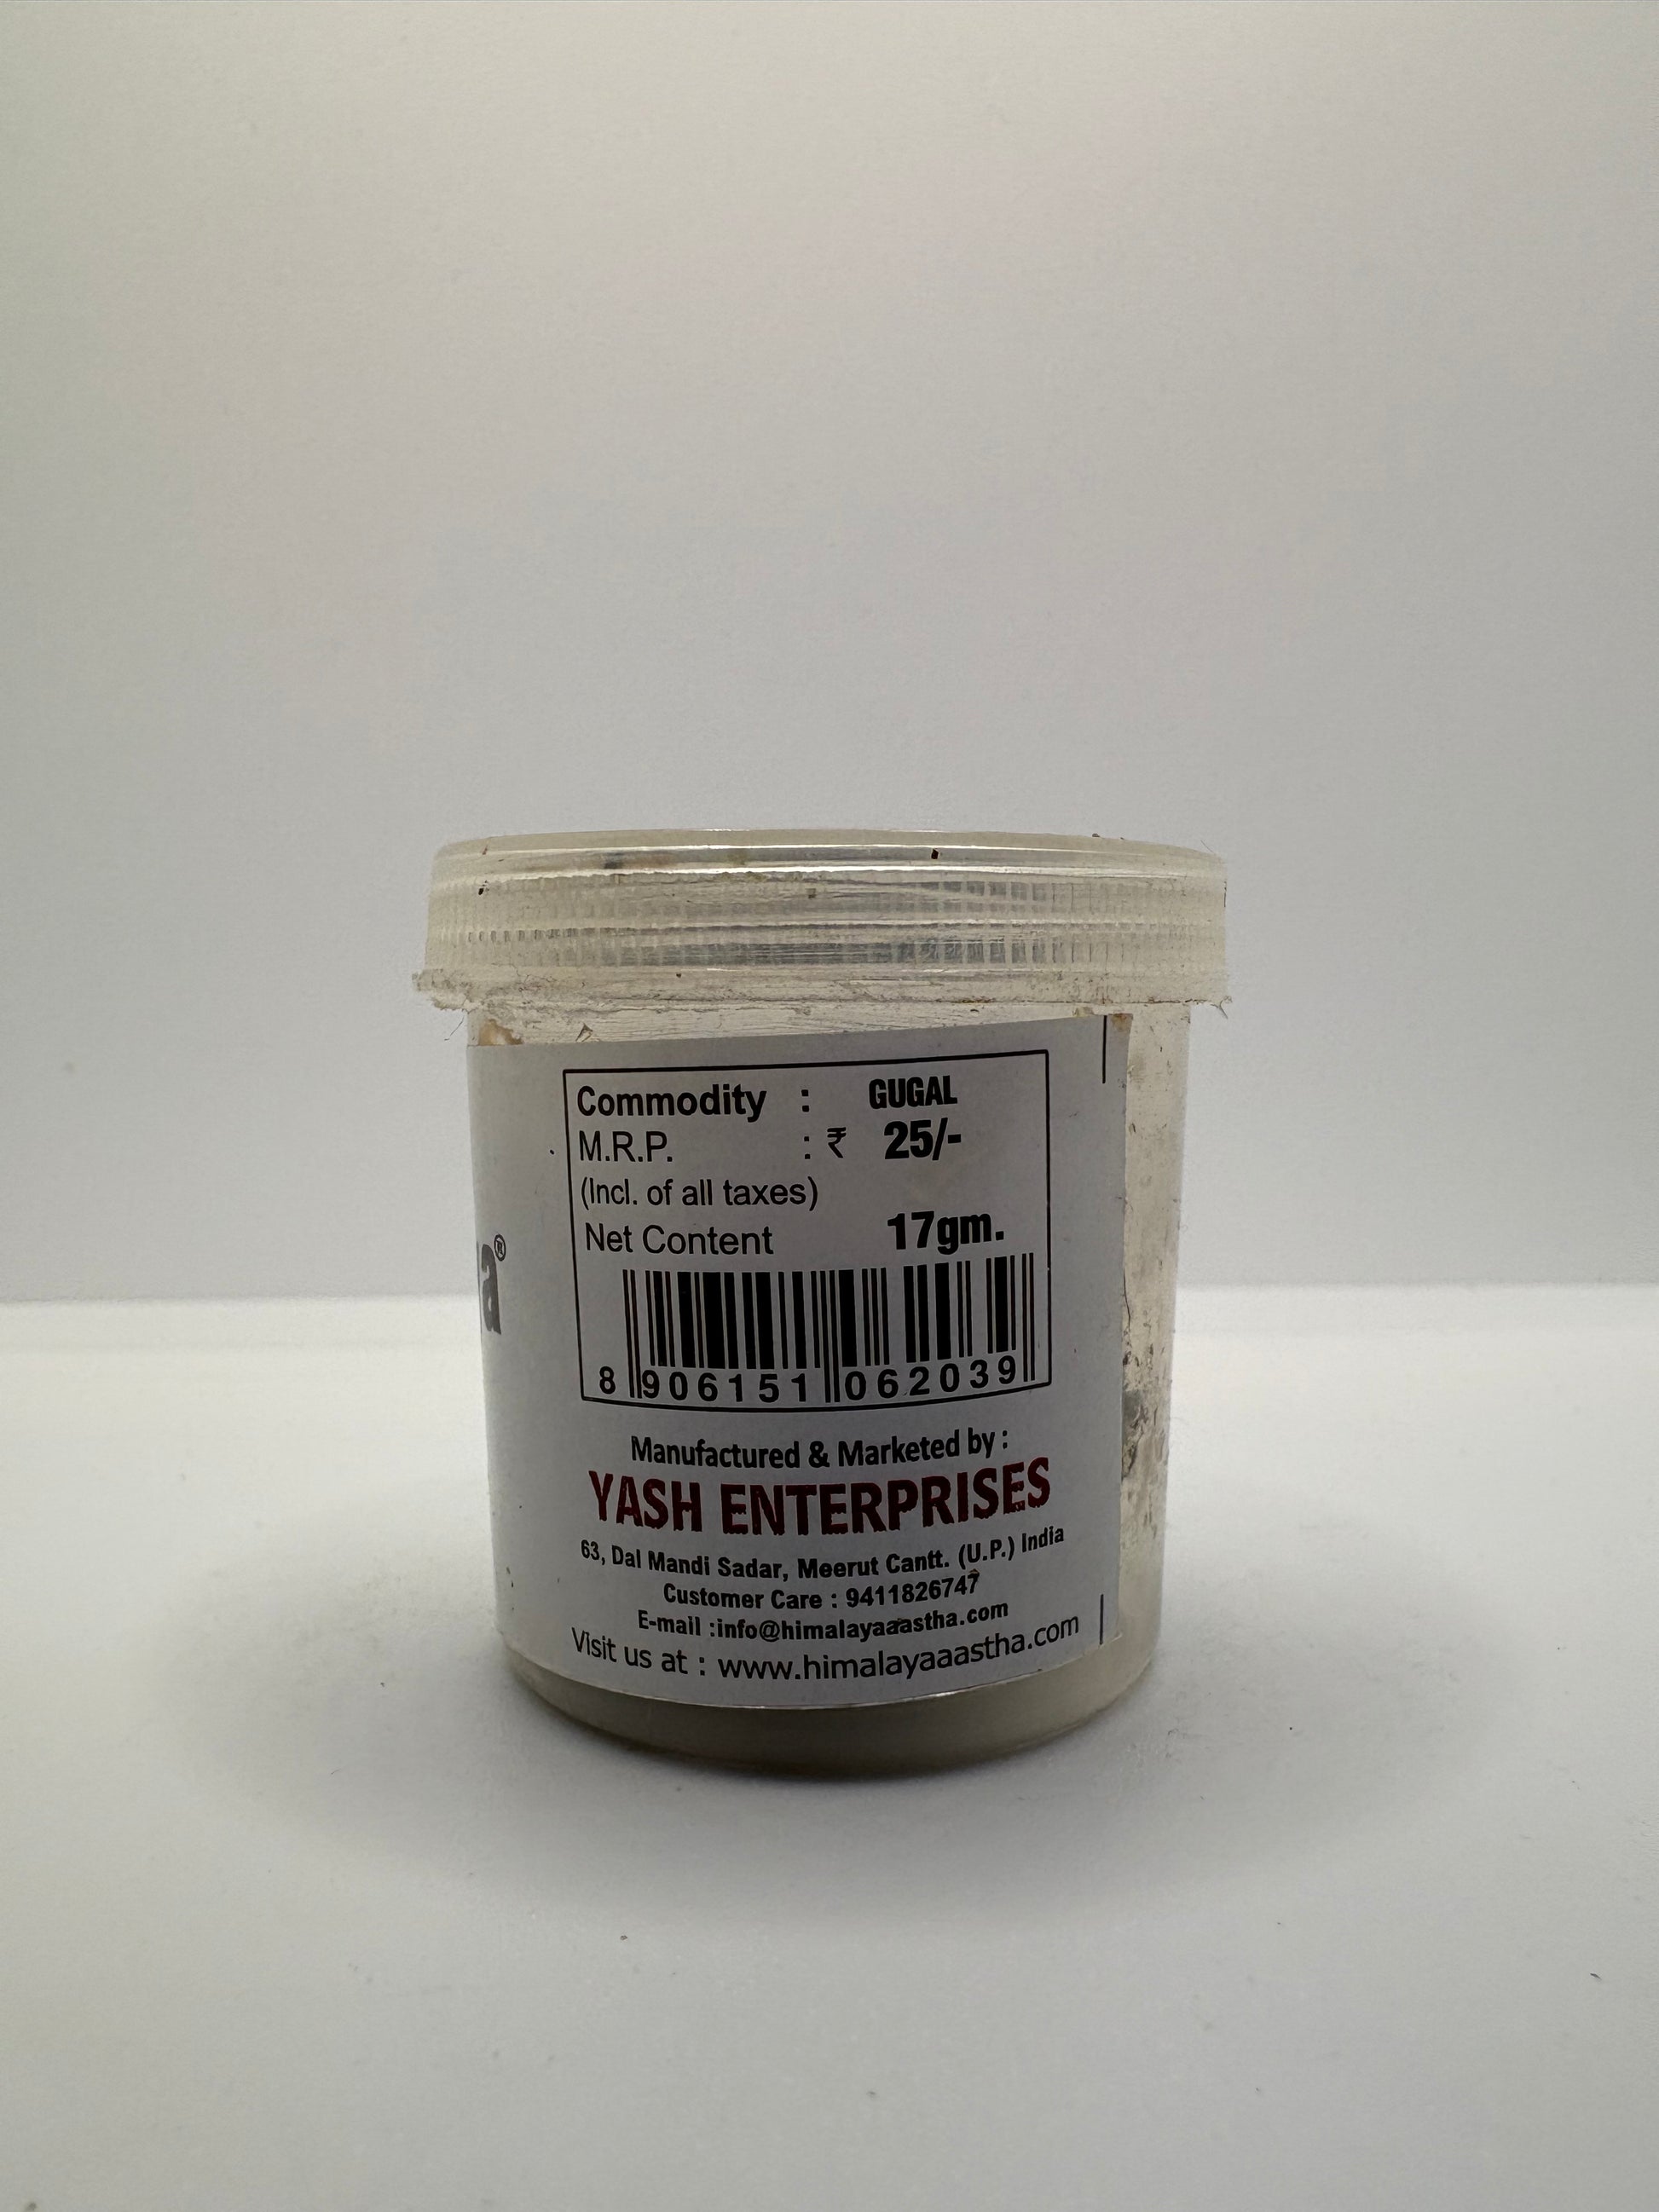 Commodity : GUGAL
M.R.P. : ₹ 25/-
(Incl. of all taxes)
Net Content 17gm.
8 906151 062039
a®
Manufactured & Marketed by :
YASH ENTERPRISES
63, Dal Mandi Sadar, Meerut Cantt. (U.P.) India
Customer Care : 9411826747
E-mail :info@himalayaaastha.com
Visit us at : www.himalayaaastha.com